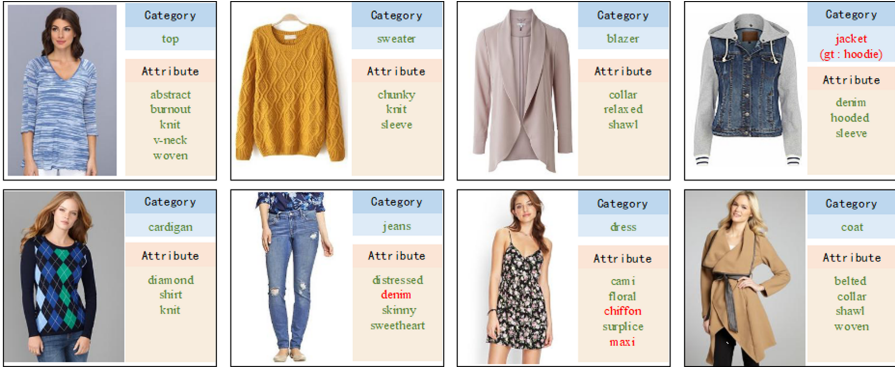 Category
top
Attribute
abstract
burnout
knit
v-neck
woven
Category
sweater
Attribute
chunky
knit
sleeve
Category
blazer
Attribute
collar
relaxed
shawl
Category
jacket
(gt : hoodie)
Attribute
denim
hooded
sleeve
Category
cardigan
Attribute
diamond
shirt
knit
Category
jeans
Attribute
distressed
denim
skinny
sweetheart
Category
dress
Attribute
cami
floral
chiffon
surplice
maxi
Category
coat
Attribute
belted
collar
shawl
woven